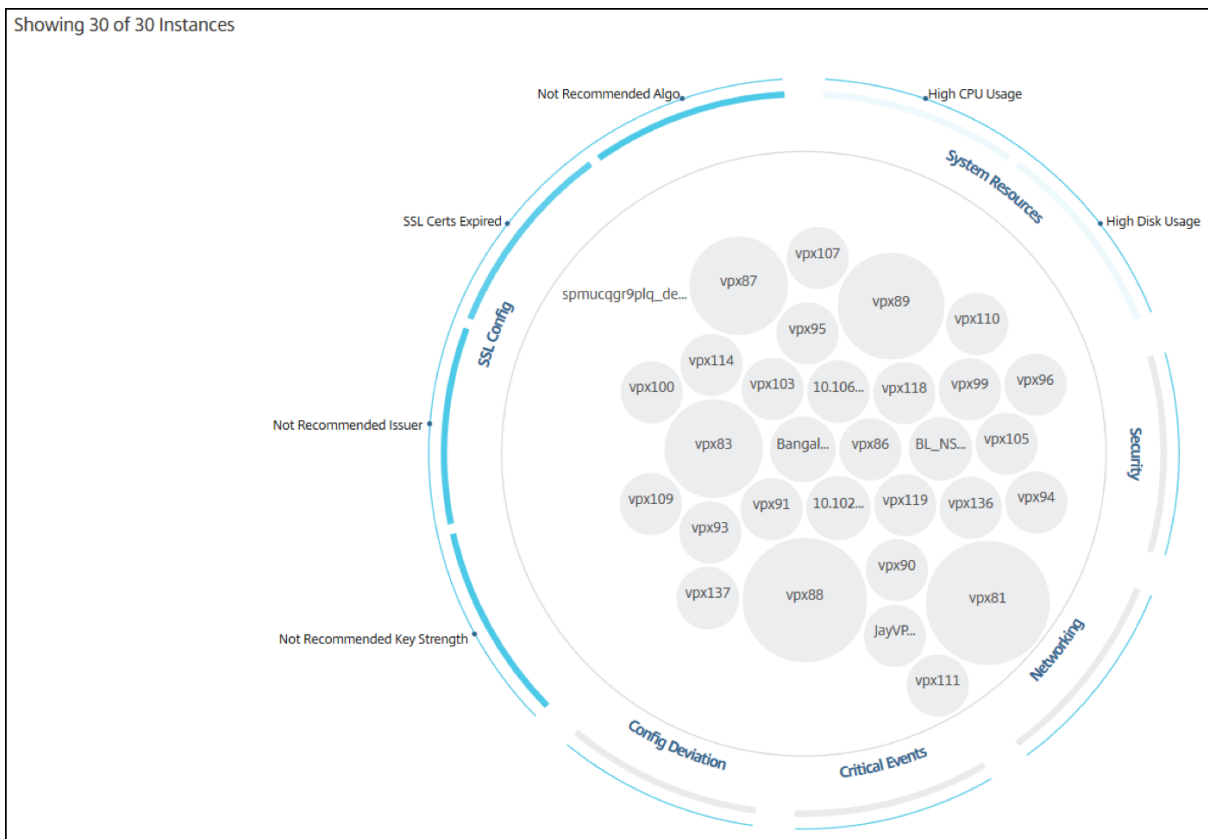 Showing 30 of 30 Instances
Not Recommended Algo
High CPU Usage
System Resources
SSL Certs Expired
High Disk Usage
vpx107
vpx87
spmucqgr9plq_de...
vpx89
vpx110
vpx95
SSL Config
vpx114
vpx100
vpx103
10.106...
vpx118
vpx99
vpx96
Not Recommended Issuer
vpx83
Bangal...
vpx86
BL_NS...
vpx105
Security
vpx109
vpx91
10.102...
vpx119
vpx136
vpx94
vpx93
vpx90
vpx137
vpx88
vpx81
Not Recommended Key Strength
JayVP...
Networking
vpx111
Config Deviation
Critical Events